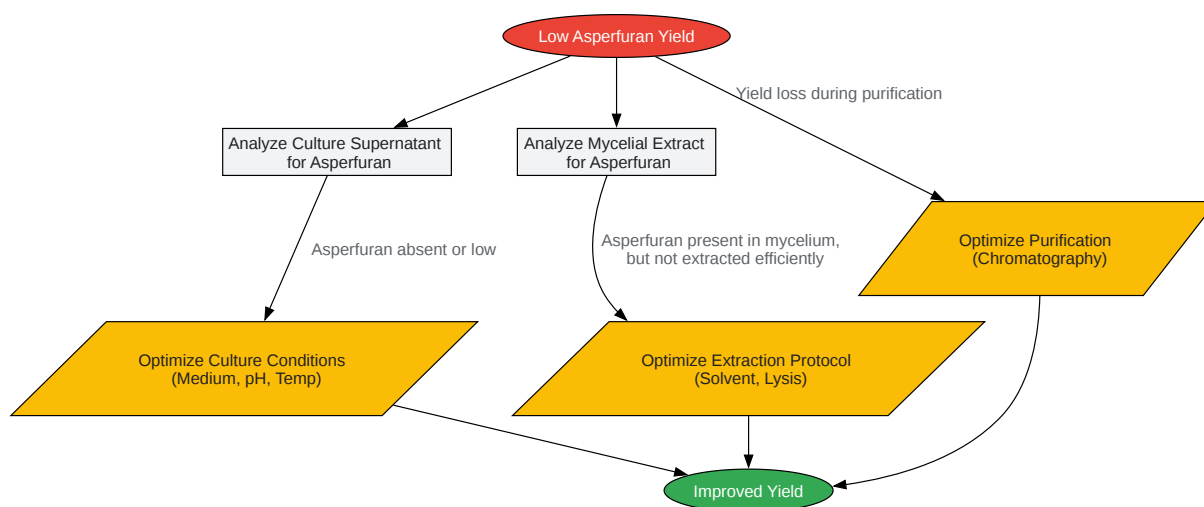 Low Asperfuran Yield
Yield loss during purification
Analyze Culture Supernatant
for Asperfuran
Analyze Mycelial Extract
for Asperfuran
Asperfuran absent or low
Asperfuran present in mycelium,
but not extracted efficiently
Optimize Purification
(Chromatography)
Optimize Culture Conditions
(Medium, pH, Temp)
Optimize Extraction Protocol
(Solvent, Lysis)
Improved Yield